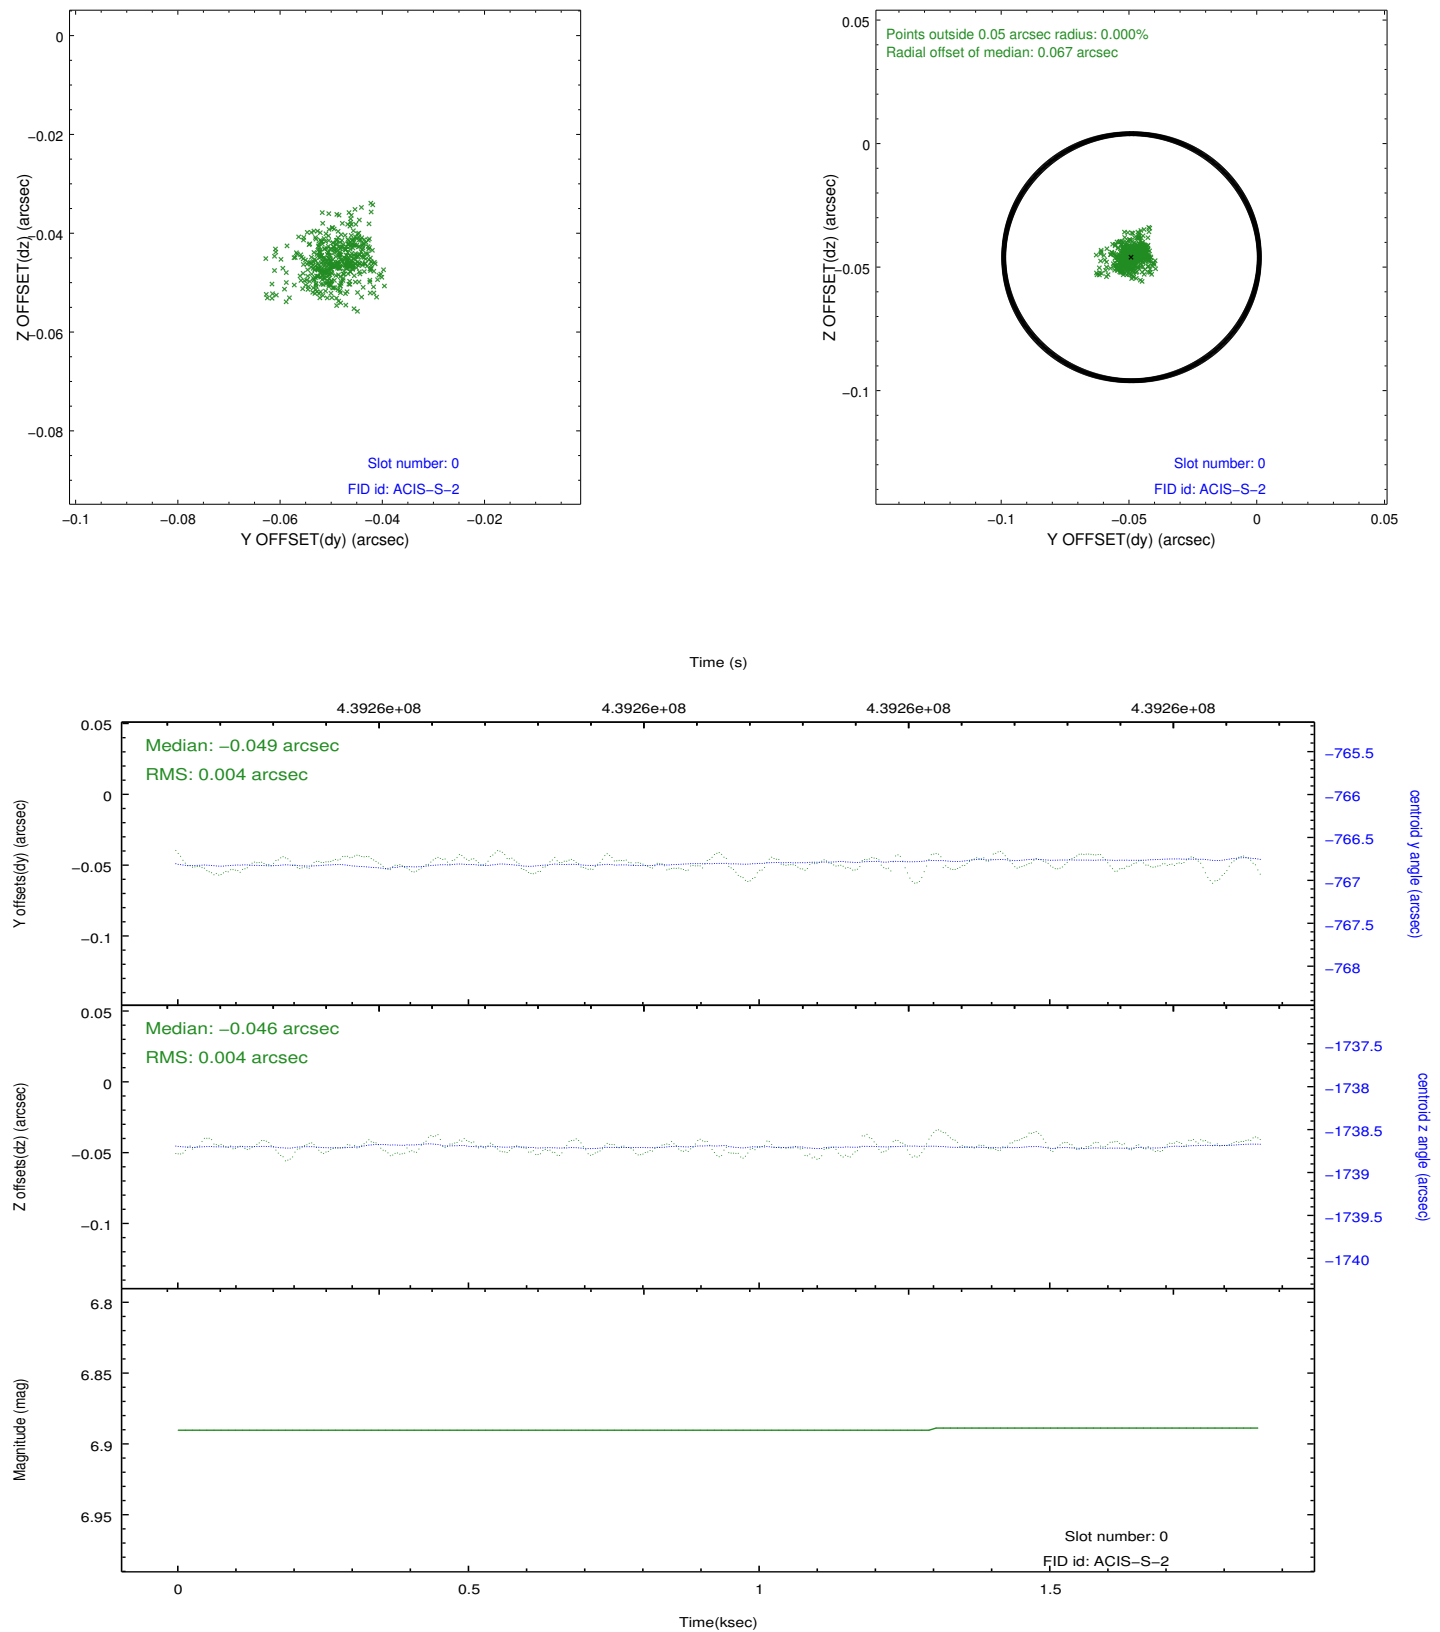 0
−0.02
−0.04
−0.06
−0.08
Z OFFSET(dz) (arcsec)
Slot number: 0
FID id: ACIS−S−2
−0.1
−0.08
−0.06
−0.04
−0.02
Y OFFSET(dy) (arcsec)
0.05
0
−0.05
−0.1
Z OFFSET(dz) (arcsec)
Points outside 0.05 arcsec radius: 0.000%
Radial offset of median: 0.067 arcsec
Slot number: 0
FID id: ACIS−S−2
−0.1
−0.05
0
0.05
Y OFFSET(dy) (arcsec)
Time (s)
4.3926e+08
4.3926e+08
4.3926e+08
4.3926e+08
0.05
0
−0.05
−0.1
Y offsets(dy) (arcsec)
Median: −0.049 arcsec
RMS: 0.004 arcsec
−765.5
−766
−766.5
−767
−767.5
−768
centroid y angle (arcsec)
0.05
0
−0.05
−0.1
Z offsets(dz) (arcsec)
Median: −0.046 arcsec
RMS: 0.004 arcsec
−1737.5
−1738
−1738.5
−1739
−1739.5
−1740
centroid z angle (arcsec)
6.8
6.85
6.9
6.95
Magnitude (mag)
Slot number: 0
FID id: ACIS−S−2
0
0.5
1
1.5
Time(ksec)